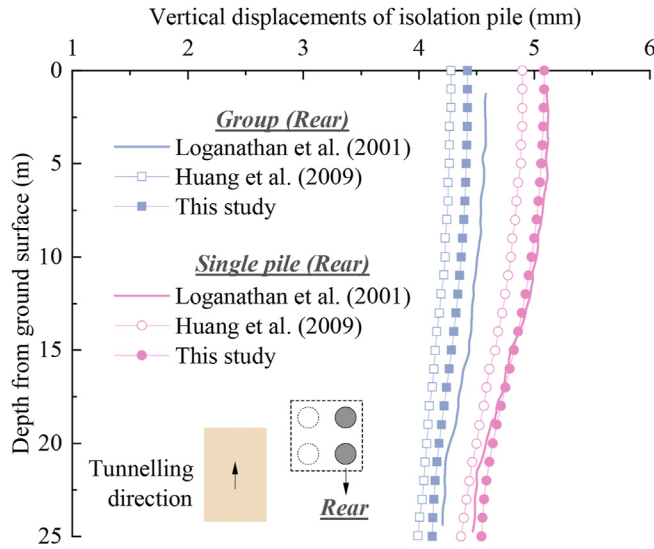 Vertical displacements of isolation pile (mm)
1 2 3 4 5 6
Depth from ground surface (m)
0
5
10
15
20
25
Group (Rear)
Loganathan et al. (2001)
Huang et al. (2009)
This study
Single pile (Rear)
Loganathan et al. (2001)
Huang et al. (2009)
This study
Tunnelling
direction
Rear